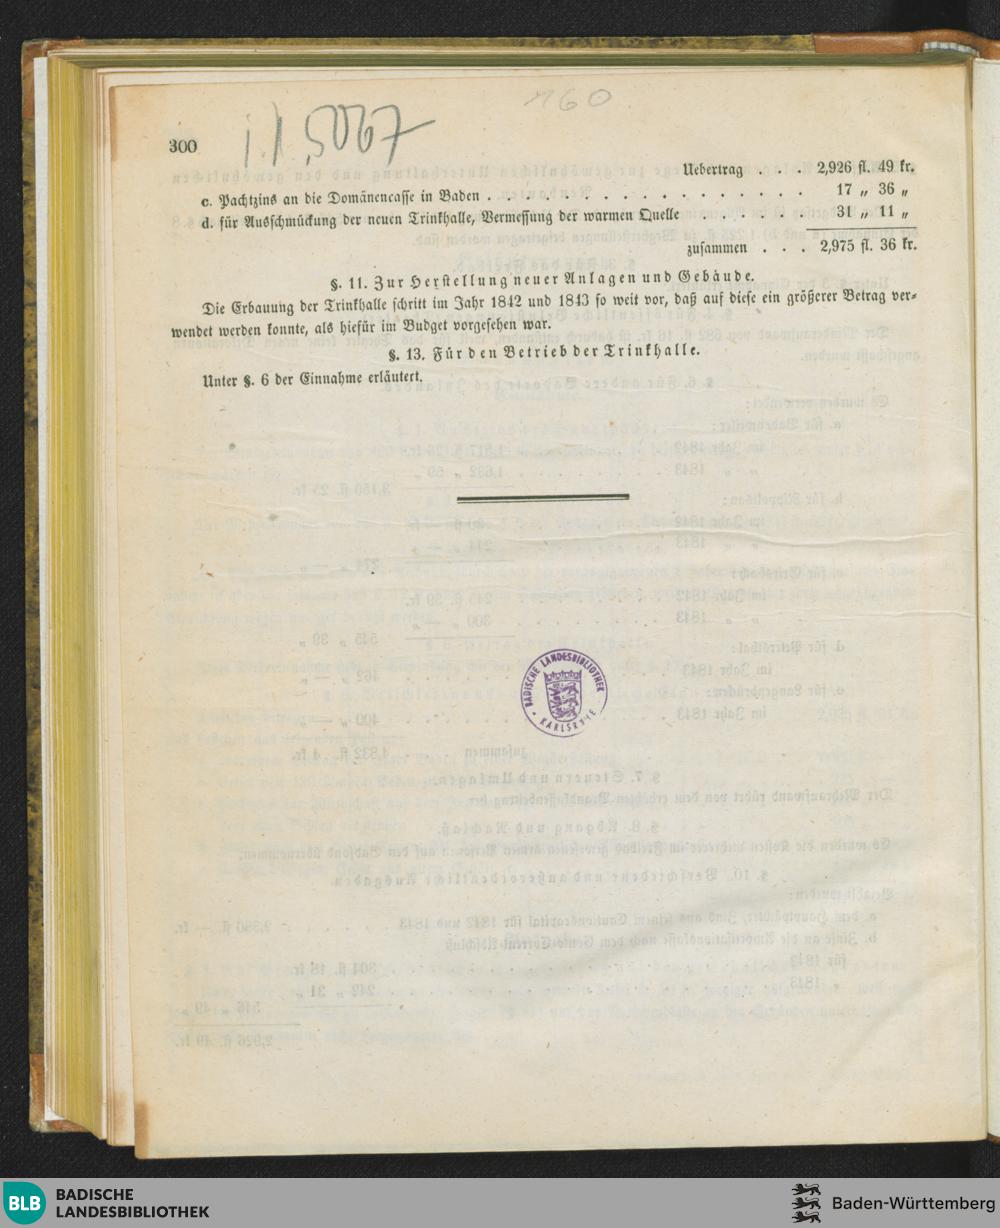 160
i. 1, 5067
300
Uebertrag . . . 2,926 fl. 49 kr.
c. Pachtzins an die Domänencasse in Baden . . . . . . . . . . . . . . . . 17 „ 36 „
d. für Ausschmückung der neuen Trinkhalle, Vermessung der warmen Quelle . . . . . . 31 „ 11 „
zusammen . . . 2,975 fl. 36 kr.
§. 11. Zur Herstellung neuer Anlagen und Gebäude.
Die Erbauung der Trinkhalle schritt im Jahr 1842 und 1843 so weit vor, daß auf diese ein größerer Betrag ver-
wendet werden konnte, als hiefür im Budget vorgesehen war.
§. 13. Für den Betrieb der Trinkhalle.
Unter §. 6 der Einnahme erläutert.
BADISCHE LANDESBIBLIOTHEK
KARLSRUHE
BLB BADISCHE
LANDESBIBLIOTHEK
Baden-Württemberg